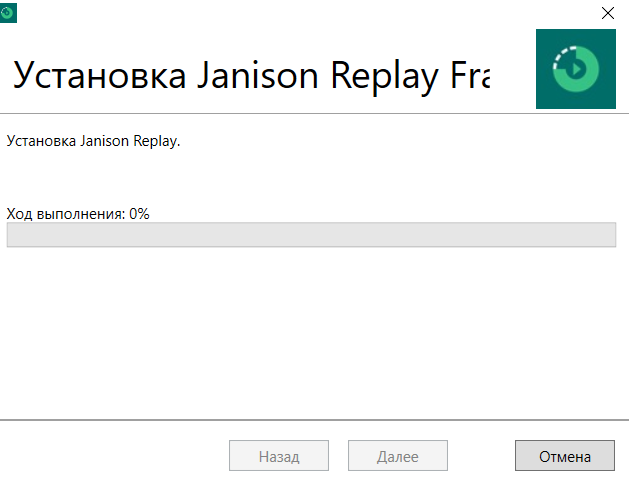 Установка Janison Replay Fra
Установка Janison Replay.
Ход выполнения: 0%
Назад
Далее
Отмена